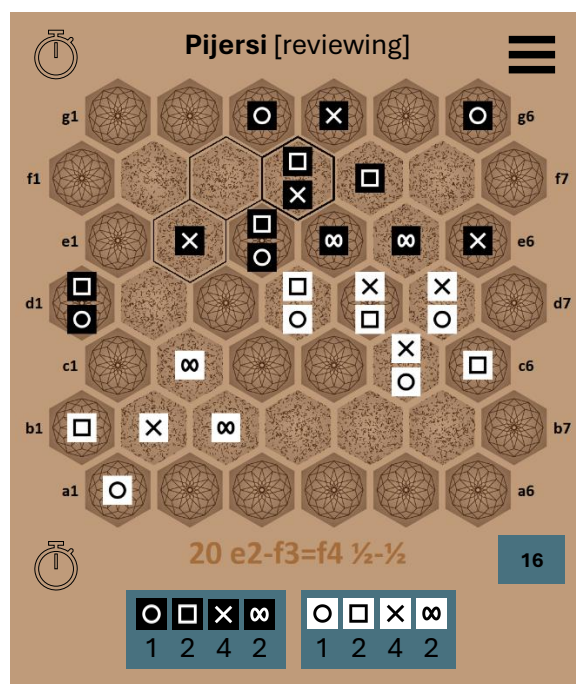 Pijersi [reviewing]
g1 g6
f1 f7
e1 e6
d1 d7
c1 c6
b1 b7
a1 a6
20 e2-f3=f4 ½-½
16
1 2 4 2 1 2 4 2